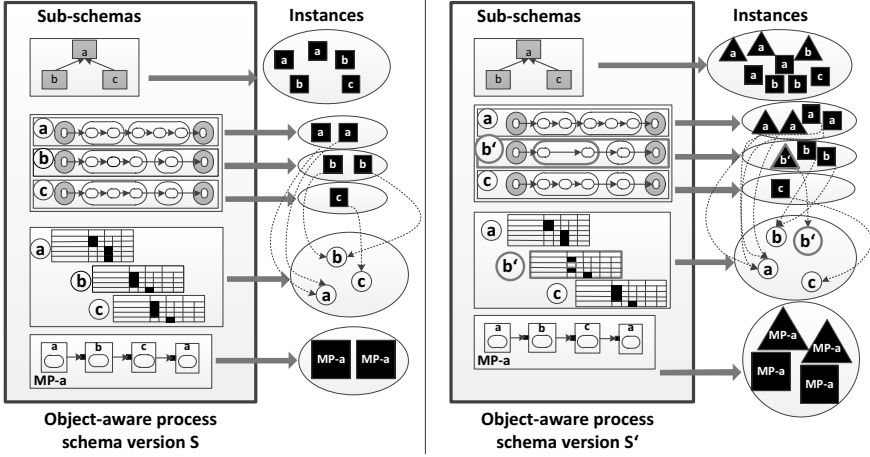 Sub-schemas
Instances
a
b
c
a
b
a
b
c
a
a
a
b
b
b
c
c
a
b
c
b
c
a
a
b
c
a
MP-a
MP-a
MP-a
Object-aware process
schema version S
Sub-schemas
Instances
a
b
c
a
a
b
a
a
b
b
c
a
a
a
a
a
b‘
b‘
b
b
c
c
a
b‘
c
b
b‘
a
c
a
b
c
a
MP-a
MP-a
MP-a
MP-a
MP-a
Object-aware process
schema version S‘